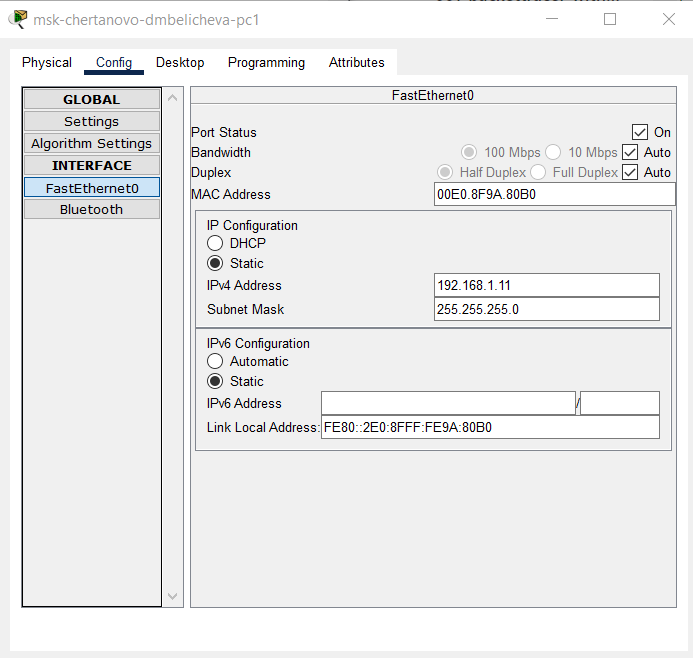 msk-chertanovo-dmbelicheva-pc1
Physical Config Desktop Programming Attributes
GLOBAL
Settings
Algorithm Settings
INTERFACE
FastEthernet0
Bluetooth
FastEthernet0
Port Status On
Bandwidth 100 Mbps 10 Mbps Auto
Duplex Half Duplex Full Duplex Auto
MAC Address 00E0.8F9A.80B0
IP Configuration
DHCP
Static
IPv4 Address 192.168.1.11
Subnet Mask 255.255.255.0
IPv6 Configuration
Automatic
Static
IPv6 Address /
Link Local Address: FE80::2E0:8FFF:FE9A:80B0